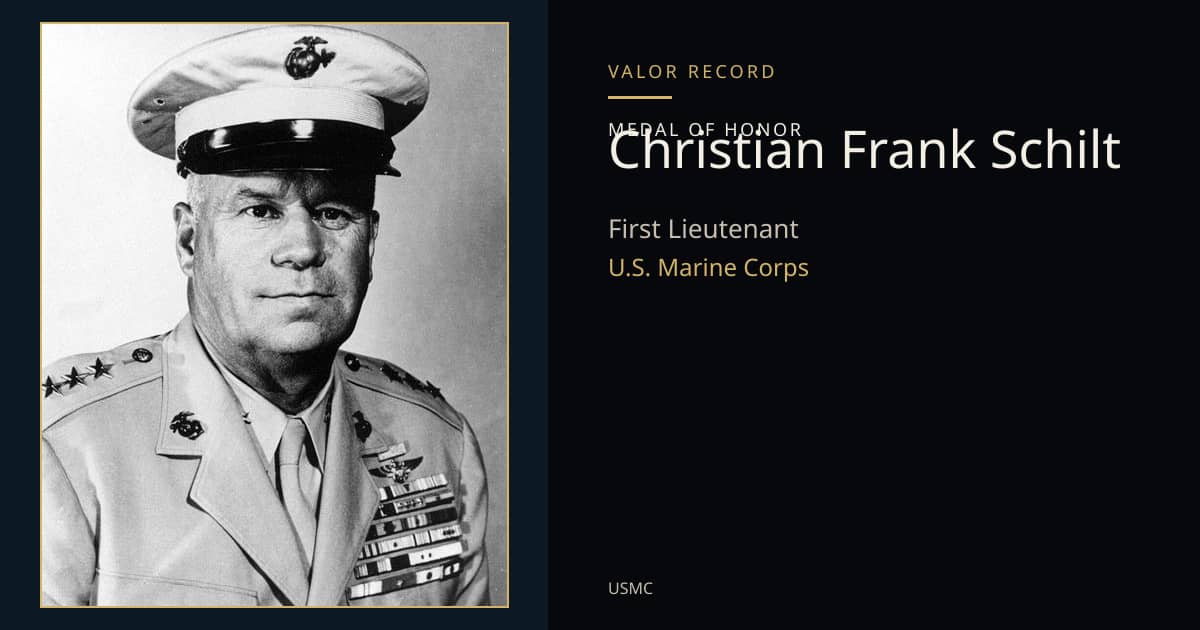 VALOR RECORD
MEDAL OF HONOR
Christian Frank Schilt
First Lieutenant
U.S. Marine Corps
USMC